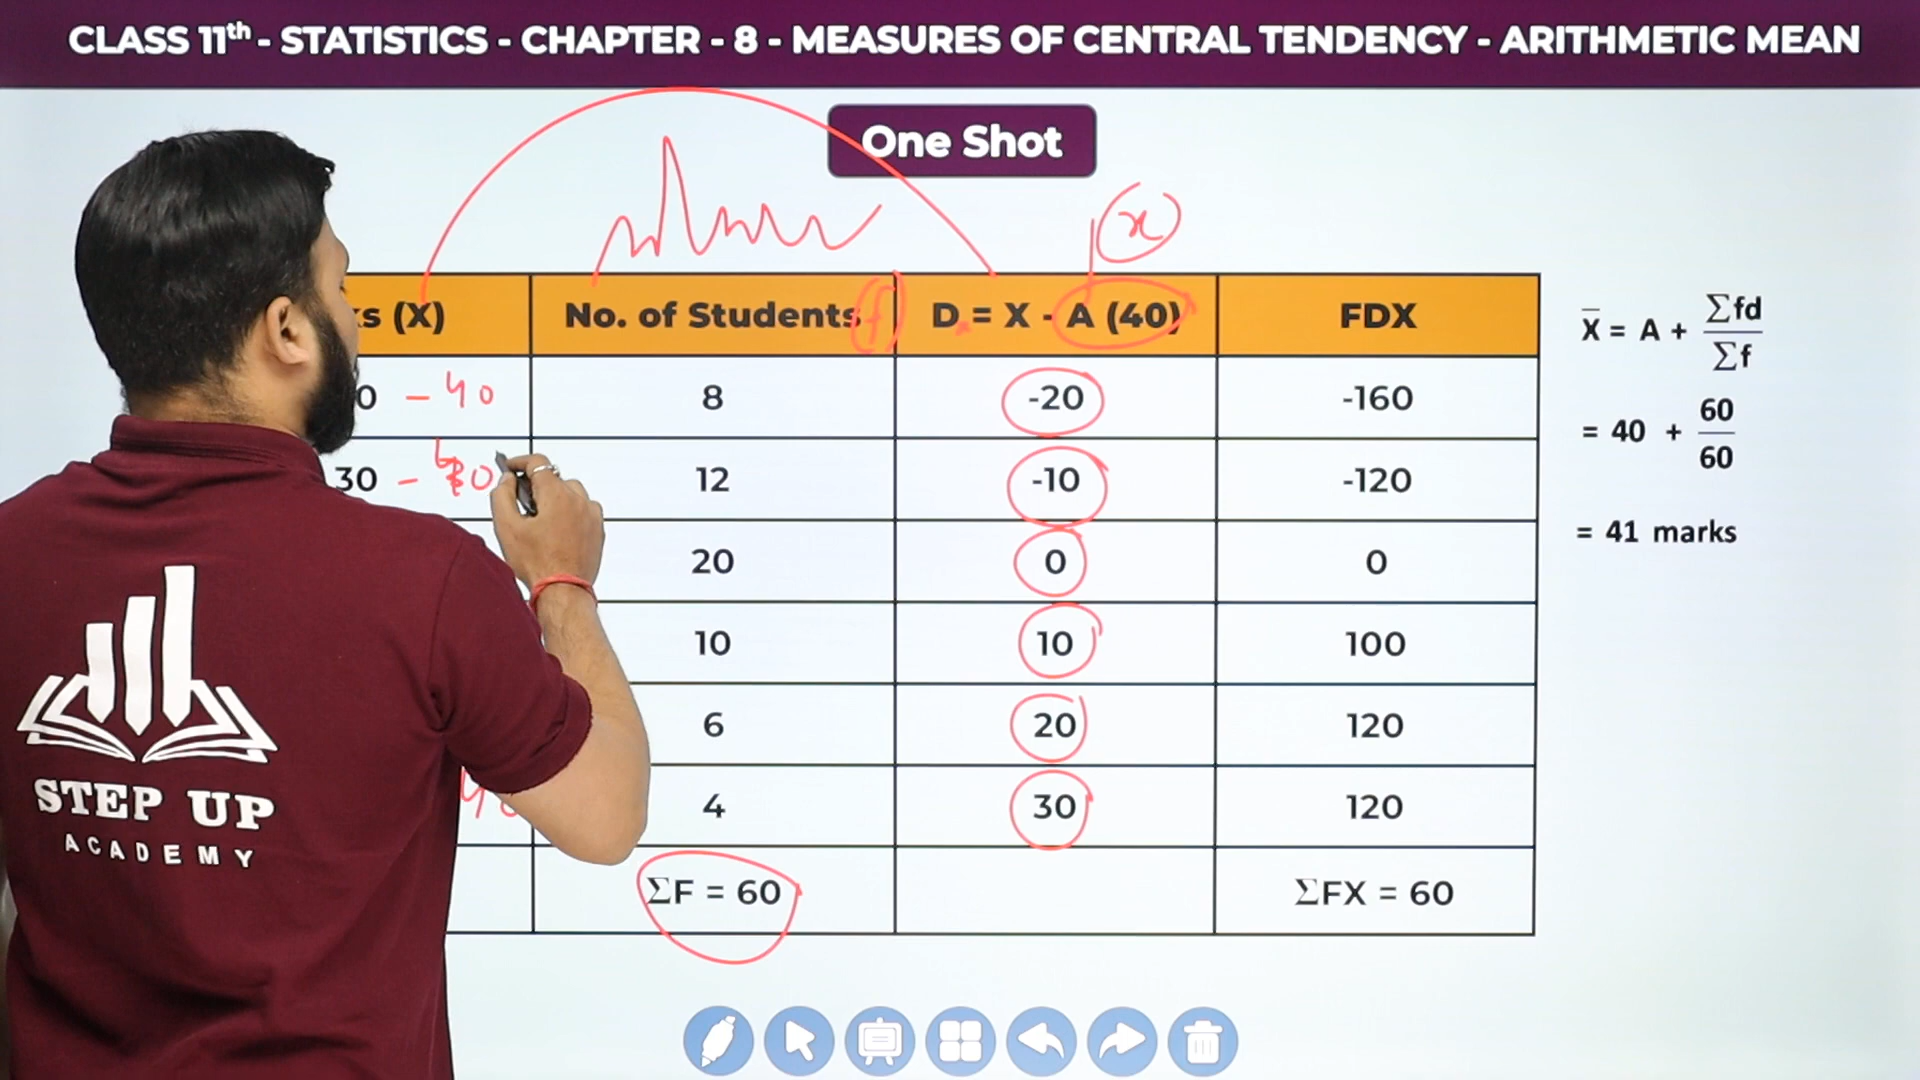 CLASS 11th - STATISTICS - CHAPTER - 8 - MEASURES OF CENTRAL TENDENCY - ARITHMETIC MEAN
One Shot
x
(X) No. of Students (f) D = X - A (40) FDX
- 40 8 -20 -160
30 - 40 12 -10 -120
20 0 0
10 10 100
6 20 120
40 4 30 120
ΣF = 60 ΣFX = 60
X̅ = A + Σfd / Σf
= 40 + 60 / 60
= 41 marks
STEP UP
ACADEMY